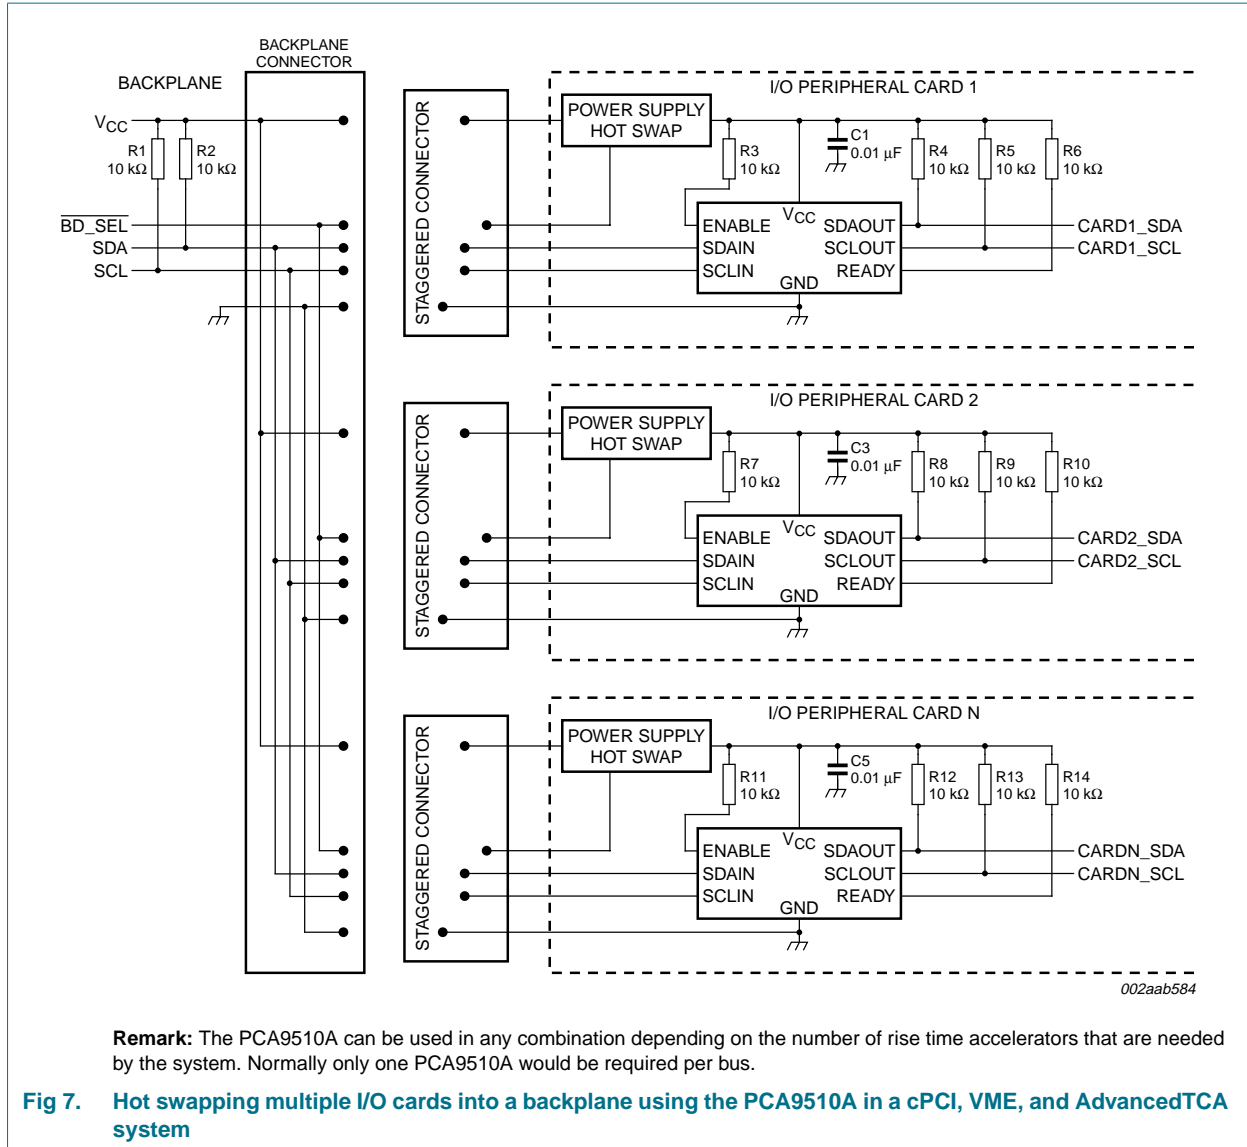 BACKPLANE
CONNECTOR
BACKPLANE
VCC
R1
10 kΩ
R2
10 kΩ
BD_SEL
SDA
SCL
STAGGERED CONNECTOR
I/O PERIPHERAL CARD 1
POWER SUPPLY
HOT SWAP
R3
10 kΩ
C1
0.01 μF
R4
10 kΩ
R5
10 kΩ
R6
10 kΩ
VCC
ENABLE
SDAIN
SCLIN
SDAOUT
SCLOUT
READY
GND
CARD1_SDA
CARD1_SCL
STAGGERED CONNECTOR
I/O PERIPHERAL CARD 2
POWER SUPPLY
HOT SWAP
R7
10 kΩ
C3
0.01 μF
R8
10 kΩ
R9
10 kΩ
R10
10 kΩ
VCC
ENABLE
SDAIN
SCLIN
SDAOUT
SCLOUT
READY
GND
CARD2_SDA
CARD2_SCL
STAGGERED CONNECTOR
I/O PERIPHERAL CARD N
POWER SUPPLY
HOT SWAP
R11
10 kΩ
C5
0.01 μF
R12
10 kΩ
R13
10 kΩ
R14
10 kΩ
VCC
ENABLE
SDAIN
SCLIN
SDAOUT
SCLOUT
READY
GND
CARDN_SDA
CARDN_SCL
002aab584
Remark: The PCA9510A can be used in any combination depending on the number of rise time accelerators that are needed
by the system. Normally only one PCA9510A would be required per bus.
Fig 7. Hot swapping multiple I/O cards into a backplane using the PCA9510A in a cPCI, VME, and AdvancedTCA
system